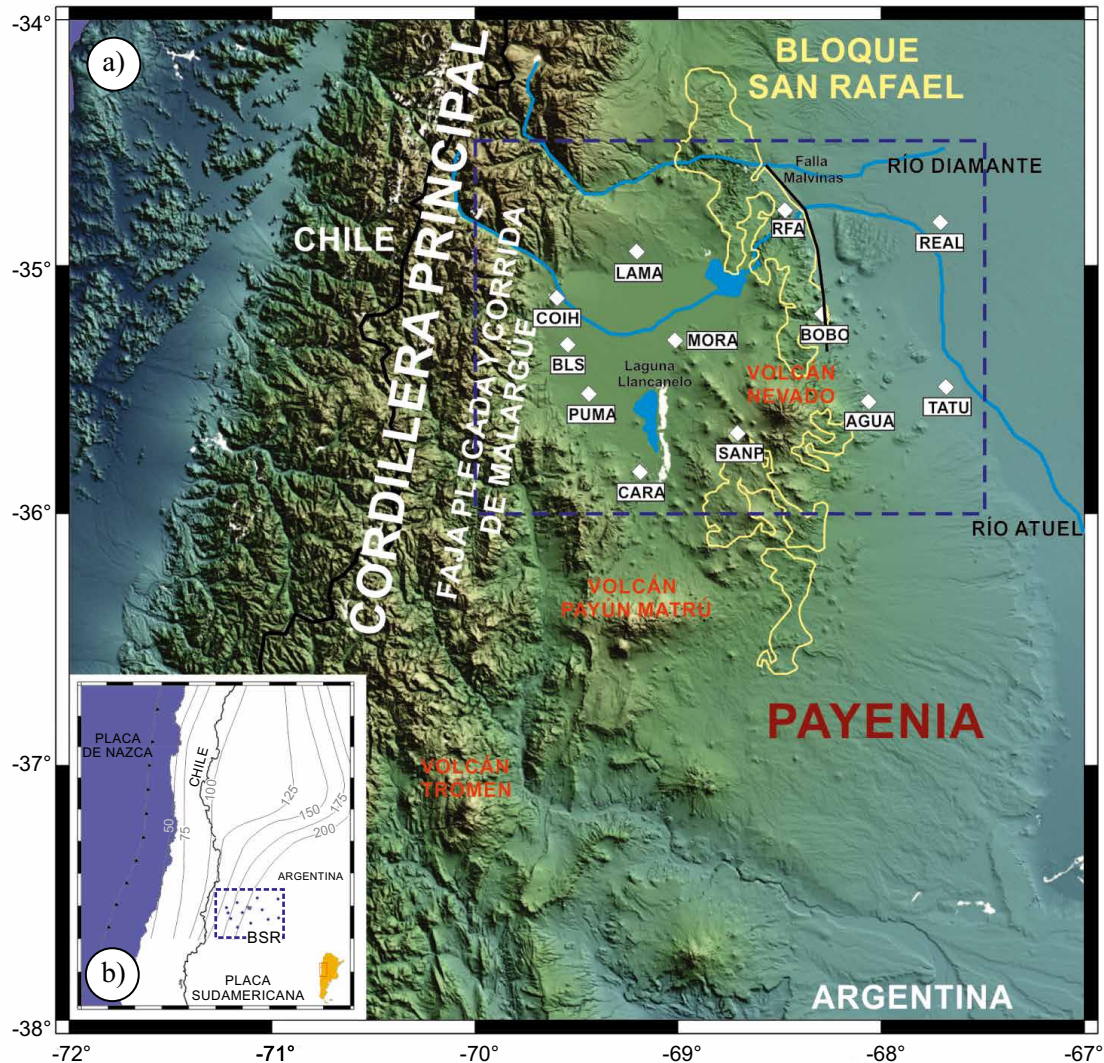 -34°
-35°
-36°
-37°
-38°
-72°
-71°
-70°
-69°
-68°
-67°
a)
BLOQUE
SAN RAFAEL
CORDILLERA PRINCIPAL
CHILE
FAJA PLEGADA Y CORRIDA
DE MALARGÜE
Falla
Malvinas
RÍO DIAMANTE
RFA
REAL
LAMA
COIH
BOBO
MORA
BLS
Laguna
Llancanelo
VOLCÁN
NEVADO
PUMA
AGUA
TATU
SANP
CARA
RÍO ATUEL
VOLCÁN
PAYÚN MATRÚ
PAYENIA
VOLCÁN
TRÓMEN
ARGENTINA
PLACA
DE NAZCA
CHILE
50
75
100
125
150
175
200
ARGENTINA
BSR
b)
PLACA
SUDAMERICANA